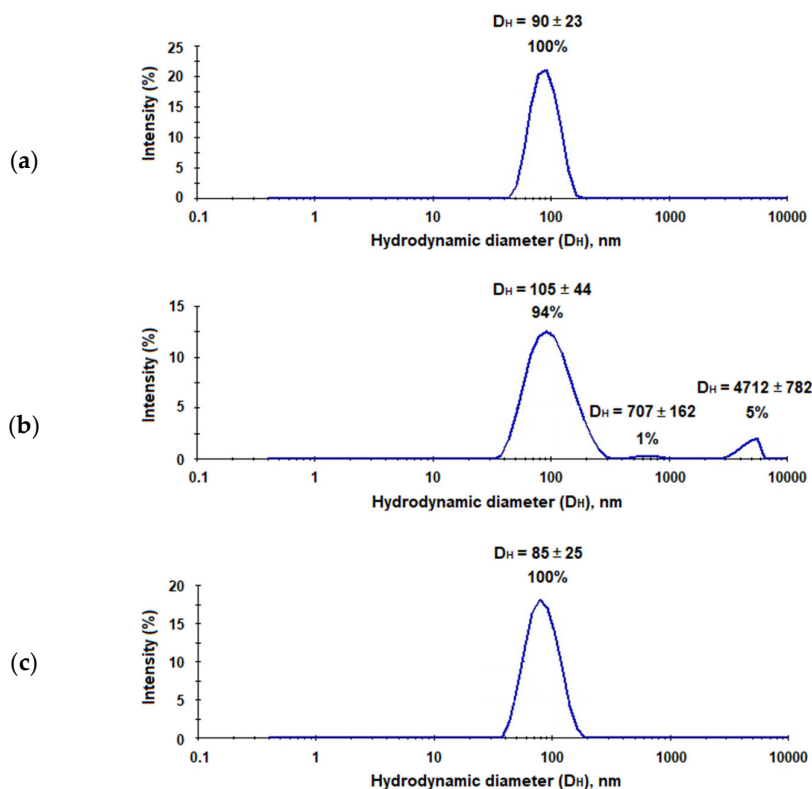 DH = 90 ± 23
100%
25
20
15
10
5
0
Intensity (%)
(a)
0.1 1 10 100 1000 10000
Hydrodynamic diameter (DH), nm
DH = 105 ± 44
94%
DH = 707 ± 162
1%
DH = 4712 ± 782
5%
15
10
5
0
Intensity (%)
(b)
0.1 1 10 100 1000 10000
Hydrodynamic diameter (DH), nm
DH = 85 ± 25
100%
20
15
10
5
0
Intensity (%)
(c)
0.1 1 10 100 1000 10000
Hydrodynamic diameter (DH), nm